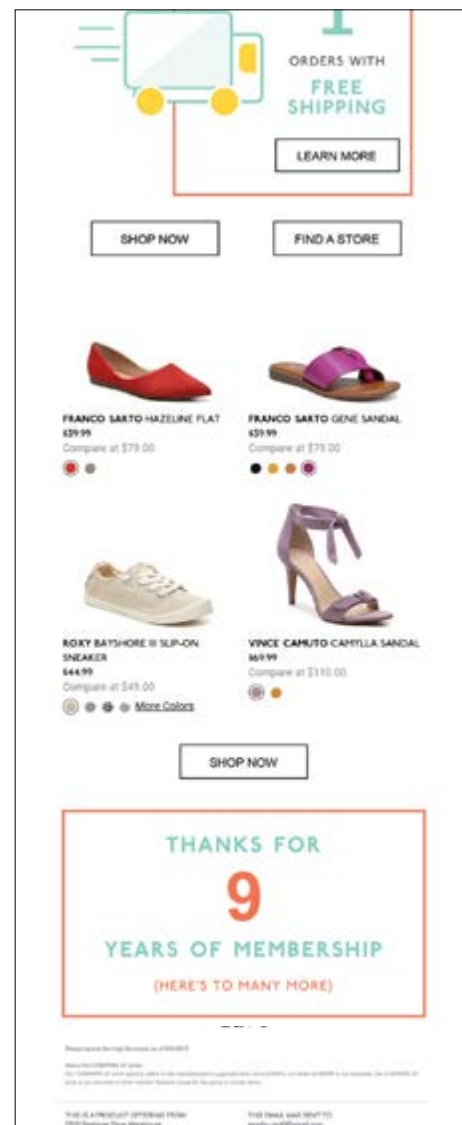 1
ORDERS WITH
FREE
SHIPPING
LEARN MORE
SHOP NOW
FIND A STORE
FRANCO SARTO HAZELINE FLAT
$39.99
Compare at $79.00
FRANCO SARTO GENE SANDAL
$39.99
Compare at $79.00
ROXY BAYSHORE III SLIP-ON
SNEAKER
$44.99
Compare at $49.00
More Colors
VINCE CAMUTO CAMYLLA SANDAL
$69.99
Compare at $110.00
SHOP NOW
THANKS FOR
9
YEARS OF MEMBERSHIP
(HERE'S TO MANY MORE)
THIS IS A PRODUCT OFFERING FROM
THIS EMAIL WAS SENT TO